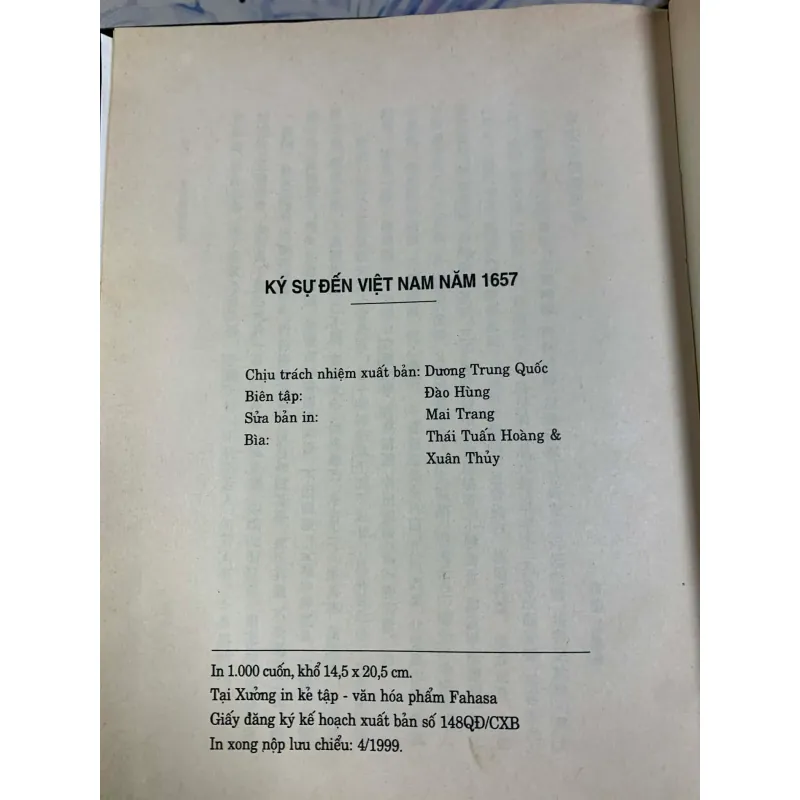 KÝ SỰ ĐẾN VIỆT NAM NĂM 1657
Chịu trách nhiệm xuất bản: Dương Trung Quốc
Biên tập: Đào Hùng
Sửa bản in: Mai Trang
Bìa: Thái Tuấn Hoàng &
Xuân Thủy
In 1.000 cuốn, khổ 14,5 x 20,5 cm.
Tại Xưởng in kẻ tập - văn hóa phẩm Fahasa
Giấy đăng ký kế hoạch xuất bản số 148QĐ/CXB
In xong nộp lưu chiểu: 4/1999.